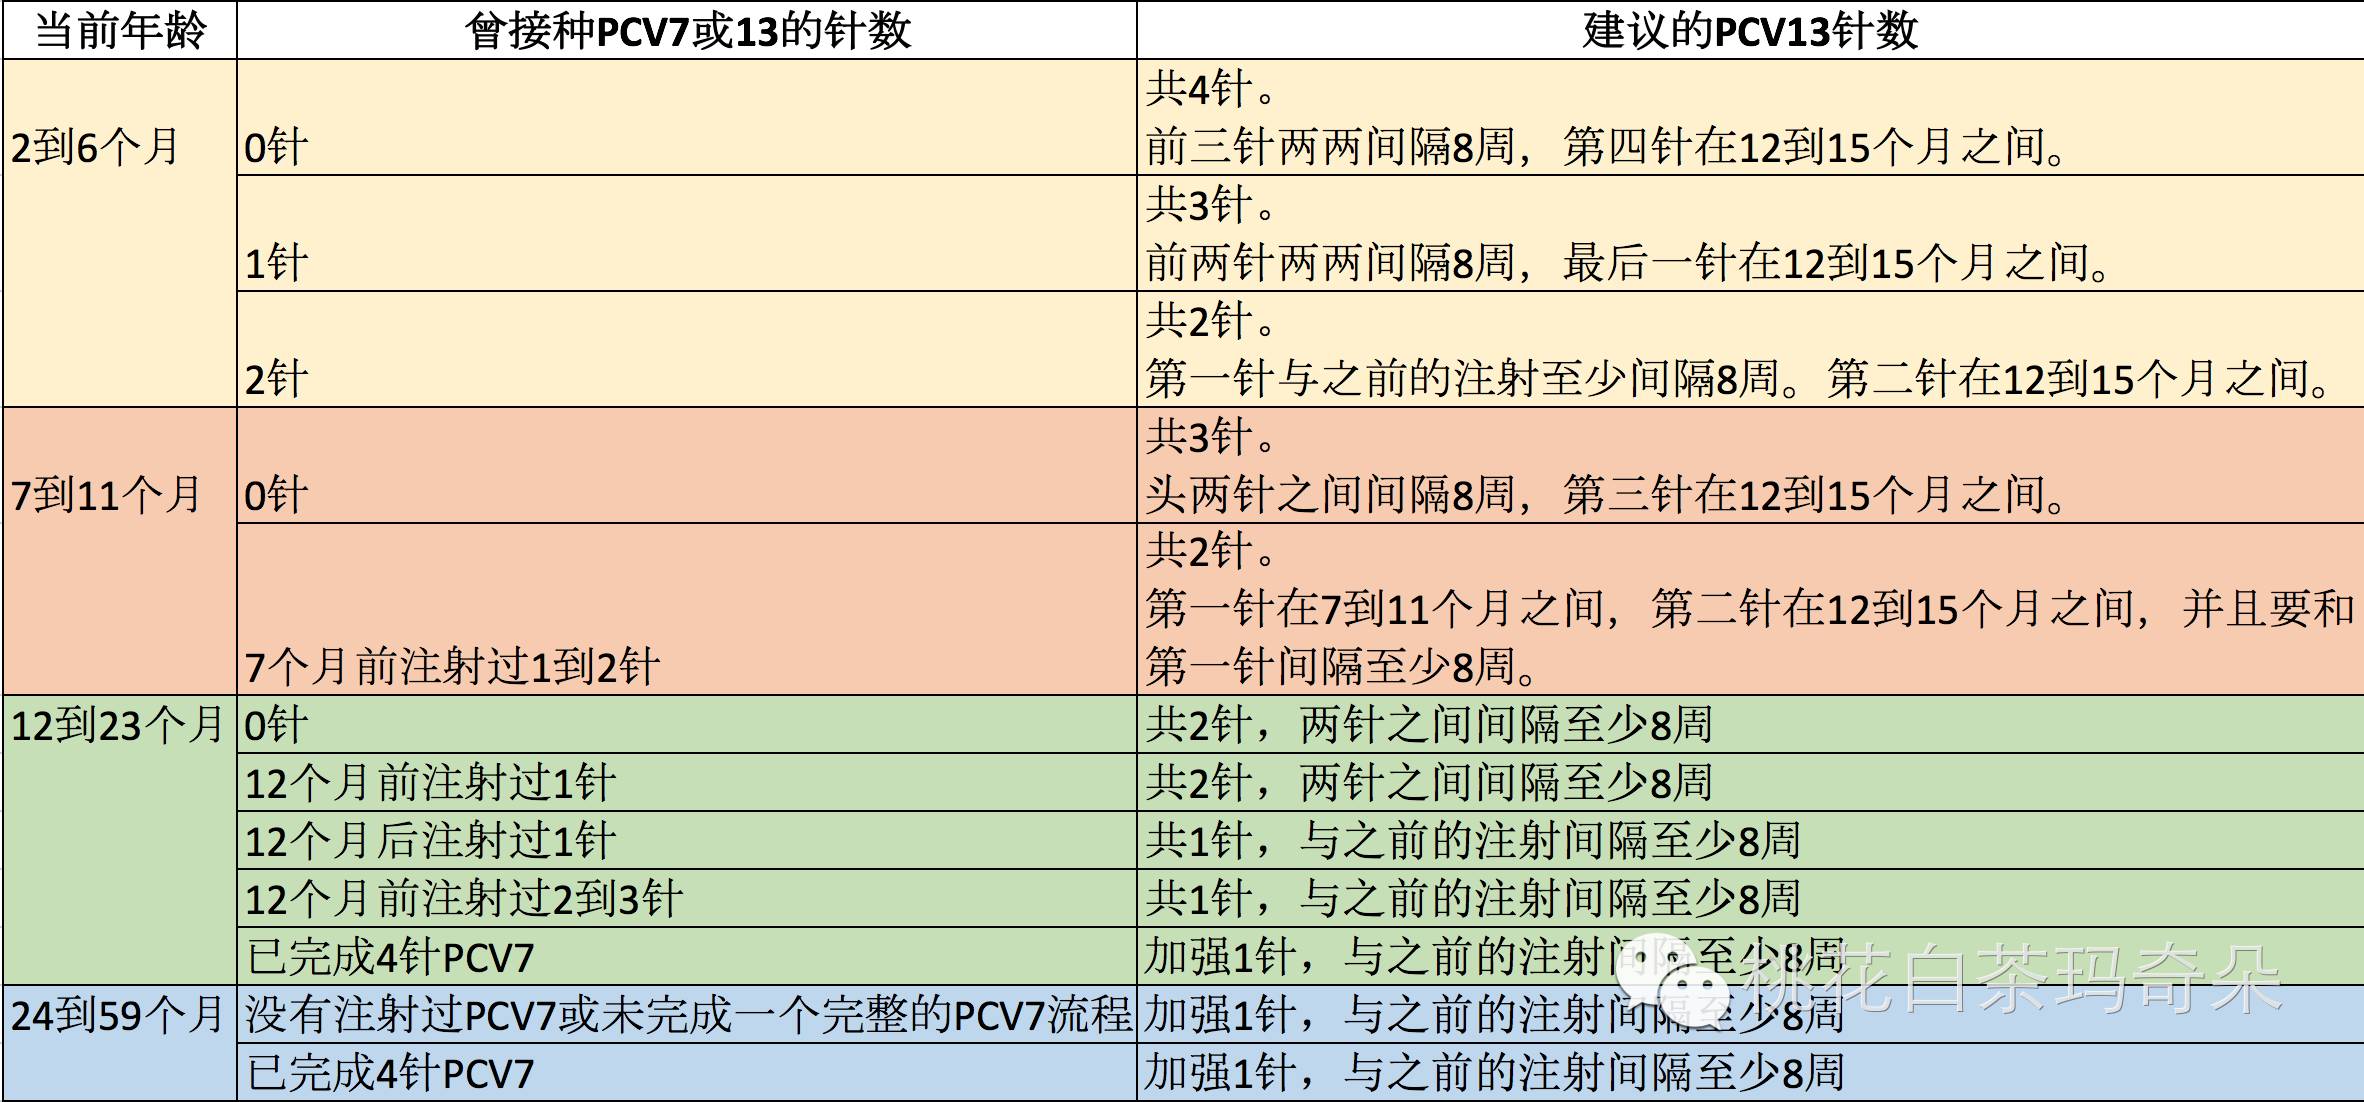 当前年龄 曾接种PCV7或13的针数 建议的PCV13针数
共4针。
2到6个月 0针 前三针两两间隔8周，第四针在12到15个月之间。
共3针。
1针 前两针两两间隔8周，最后一针在12到15个月之间。
共2针。
2针 第一针与之前的注射至少间隔8周。第二针在12到15个月之间。
共3针。
7到11个月 0针 头两针之间间隔8周，第三针在12到15个月之间。
共2针。
第一针在7到11个月之间，第二针在12到15个月之间，并且要和
7个月前注射过1到2针 第一针间隔至少8周。
12到23个月 0针 共2针，两针之间间隔至少8周
12个月前注射过1针 共2针，两针之间间隔至少8周
12个月后注射过1针 共1针，与之前的注射间隔至少8周
12个月前注射过2到3针 共1针，与之前的注射间隔至少8周
已完成4针PCV7 加强1针，与之前的注射间隔至少8周
桃花白茶玛奇朵
24到59个月 没有注射过PCV7或未完成一个完整的PCV7流程 加强1针，与之前的注射间隔至少8周
已完成4针PCV7 加强1针，与之前的注射间隔至少8周